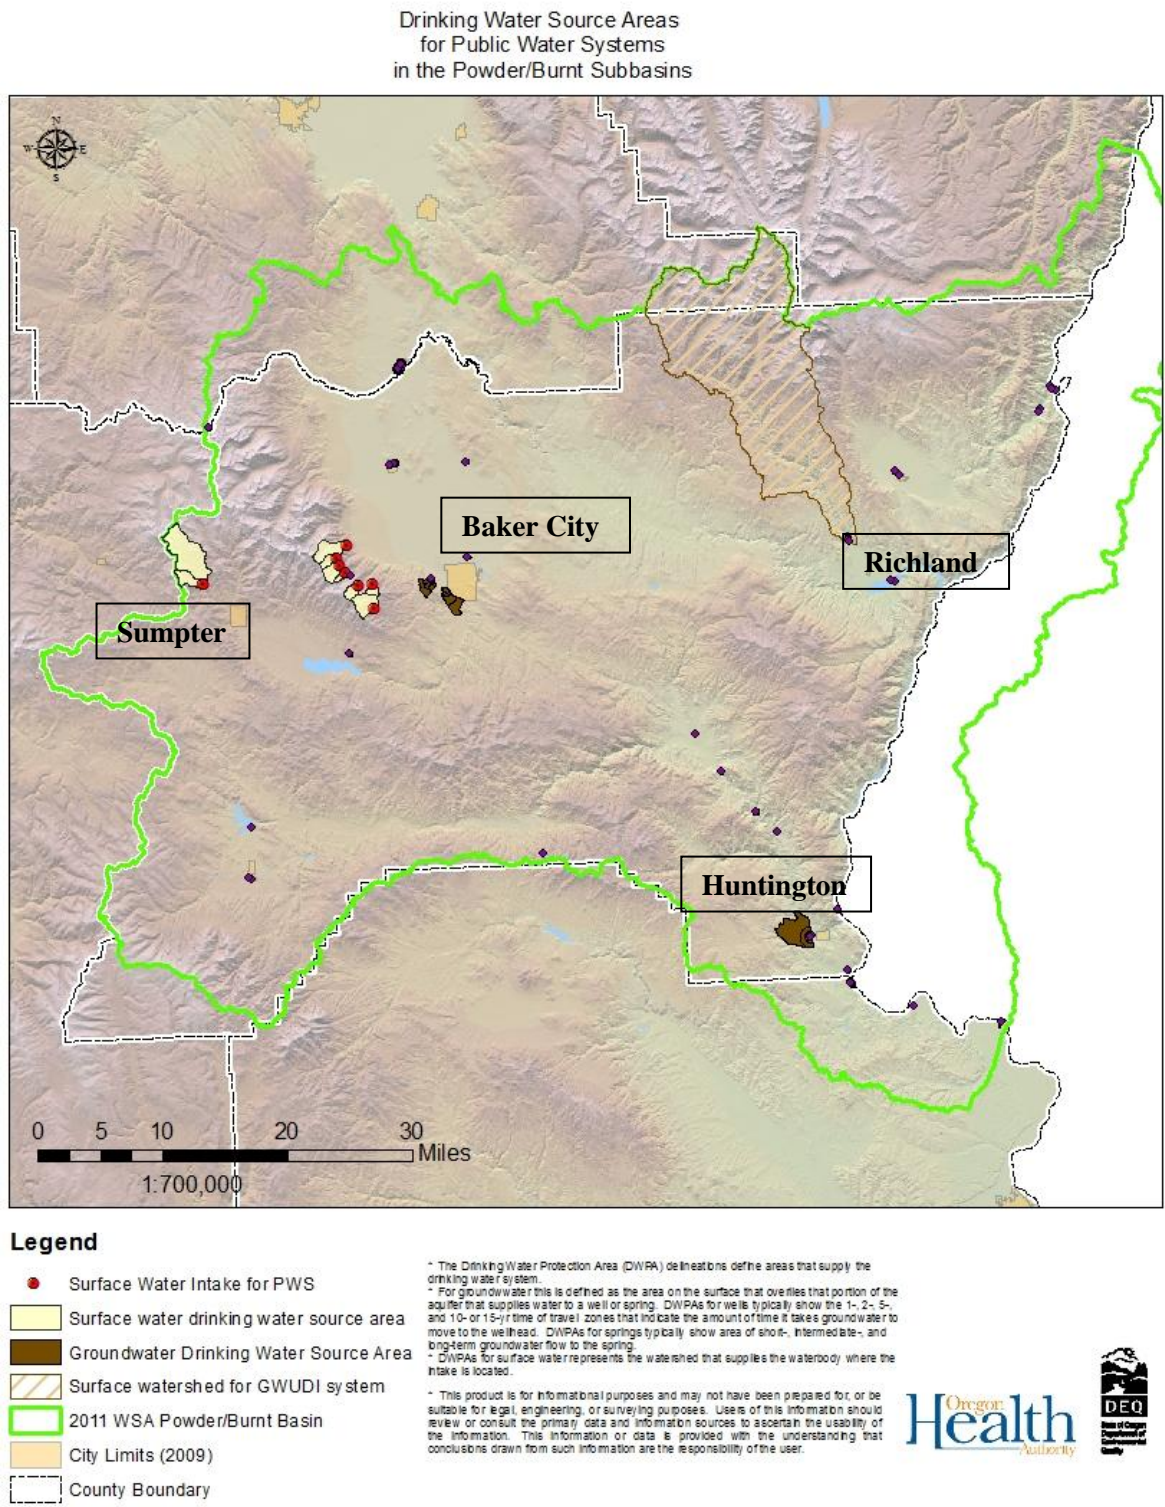 Drinking Water Source Areas
for Public Water Systems
in the Powder/Burnt Subbasins
N
W E
S
Baker City
Richland
Sumpter
Huntington
0 5 10 20 30
Miles
1:700,000
Legend
Surface Water Intake for PWS
Surface water drinking water source area
Groundwater Drinking Water Source Area
Surface watershed for GWUDI system
2011 WSA Powder/Burnt Basin
City Limits (2009)
County Boundary
* The Drinking Water Protection Area (DWPA) delineations define areas that supply the
drinking water system.
* For groundwater this is defined as the area on the surface that overlies that portion of the
aquifer that supplies water to a well or spring. DWPAs for wells typically show the 1-, 2-, 5-,
and 10- or 15-yr time of travel zones that indicate the amount of time it takes groundwater to
move to the wellhead. DWPAs for springs typically show area of short-, intermediate-, and
long-term groundwater flow to the spring.
* DWPAs for surface water represents the watershed that supplies the waterbody where the
intake is located.
* This product is for informational purposes and may not have been prepared for, or be
suitable for legal, engineering, or surveying purposes. Users of this information should
review or consult the primary data and information sources to ascertain the usability of
the information. This information or data is provided with the understanding that
conclusions drawn from such information are the responsibility of the user.
Oregon
Health
Authority
DEQ
State of Oregon
Department of
Environmental
Quality